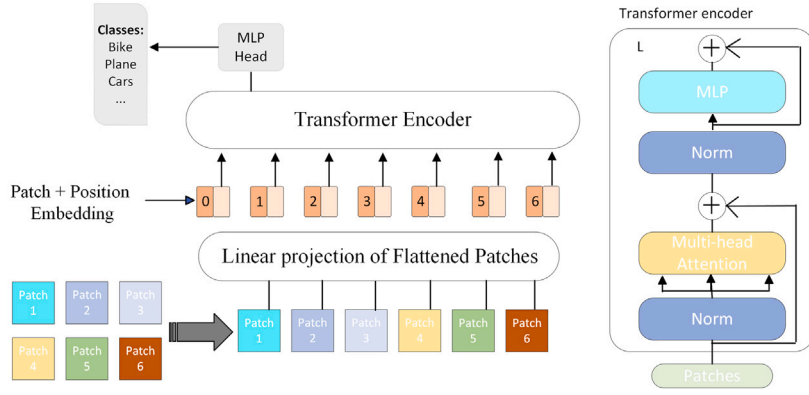 Classes:
Bike
Plane
Cars
...
MLP
Head
Transformer Encoder
Patch + Position
Embedding
0
1
2
3
4
5
6
Linear projection of Flattened Patches
Patch
1
Patch
2
Patch
3
Patch
4
Patch
5
Patch
6
Patch
1
Patch
2
Patch
3
Patch
4
Patch
5
Patch
6
Transformer encoder
L
MLP
Norm
Multi-head
Attention
Norm
Patches